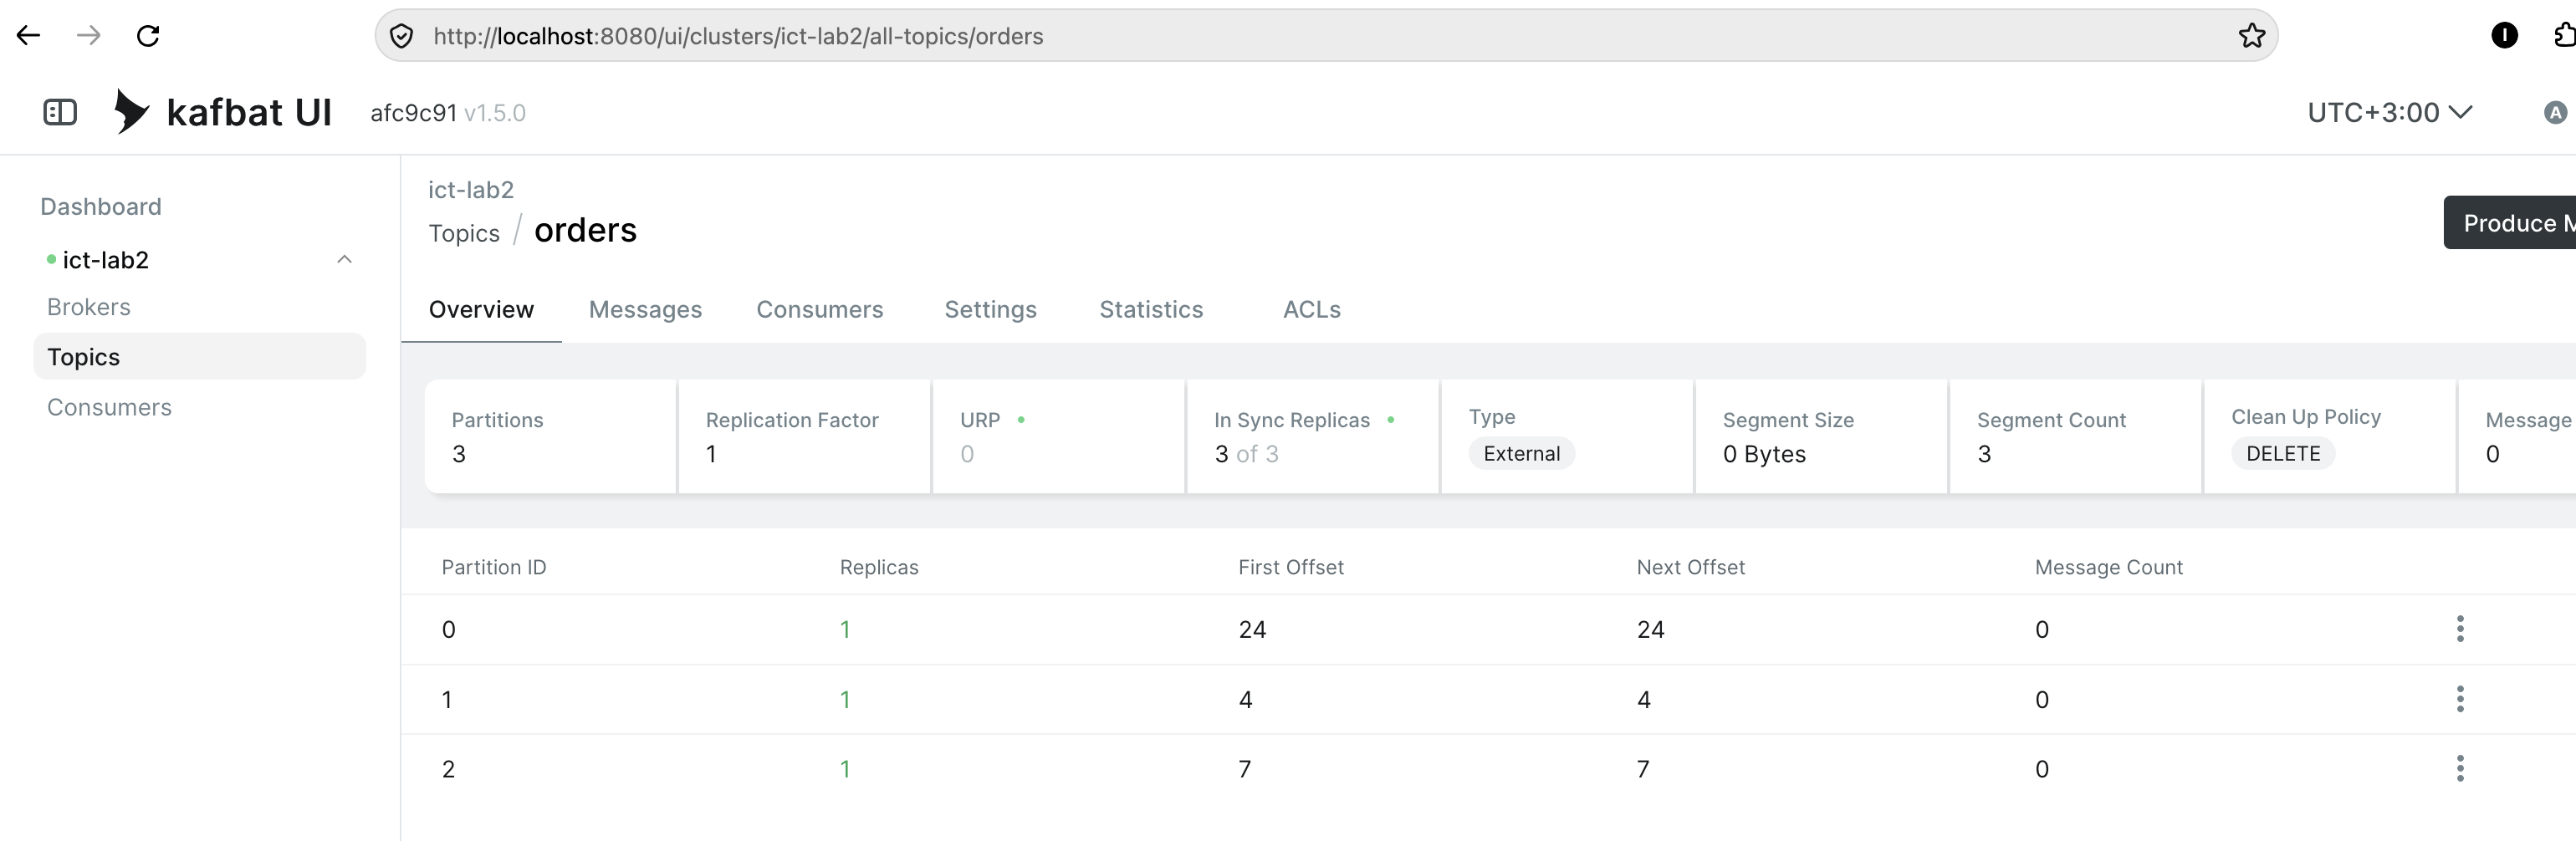 http://localhost:8080/ui/clusters/ict-lab2/all-topics/orders
I
kafbat UI afc9c91 v1.5.0
UTC+3:00
A
Dashboard
ict-lab2
Brokers
Topics
Consumers
ict-lab2
Topics / orders
Produce M
Overview Messages Consumers Settings Statistics ACLs
Partitions Replication Factor URP In Sync Replicas Type Segment Size Segment Count Clean Up Policy Message
3 1 0 3 of 3 External 0 Bytes 3 DELETE 0
Partition ID Replicas First Offset Next Offset Message Count
0 1 24 24 0
1 1 4 4 0
2 1 7 7 0